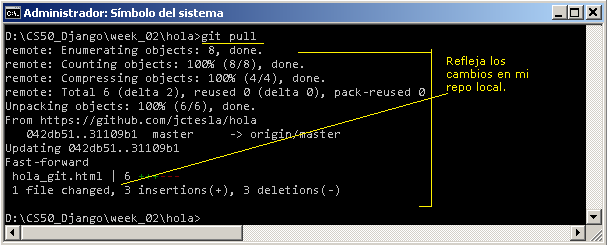 Administrador: Símbolo del sistema
D:\CS50_Django\week_02\hola>git pull
remote: Enumerating objects: 8, done.
remote: Counting objects: 100% (8/8), done.
remote: Compressing objects: 100% (4/4), done.
remote: Total 6 (delta 2), reused 0 (delta 0), pack-reused 0
Unpacking objects: 100% (6/6), done.
From https://github.com/jctesla/hola
   042db51..31109b1  master     -> origin/master
Updating 042db51..31109b1
Fast-forward
 hola_git.html | 6 +++---
 1 file changed, 3 insertions(+), 3 deletions(-)
D:\CS50_Django\week_02\hola>
Refleja los
cambios en mi
repo local.